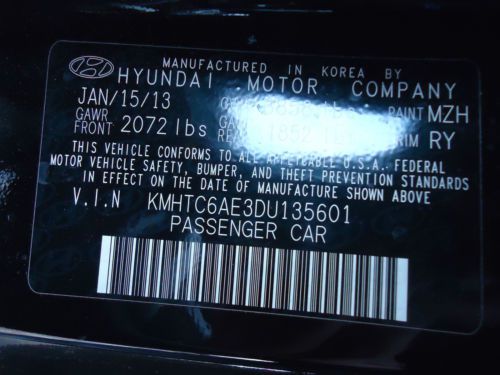 MANUFACTURED IN KOREA BY
HYUNDAI MOTOR COMPANY
JAN/15/13 PAINT MZH
GAWR FRONT 2072 lbs 1852 TRIM RY
THIS VEHICLE CONFORMS TO ALL APPLICABLE U.S.A. FEDERAL
MOTOR VEHICLE SAFETY, BUMPER, AND THEFT PREVENTION STANDARDS
IN EFFECT ON THE DATE OF MANUFACTURE SHOWN ABOVE
V.I.N KMHTC6AE3DU135601
PASSENGER CAR